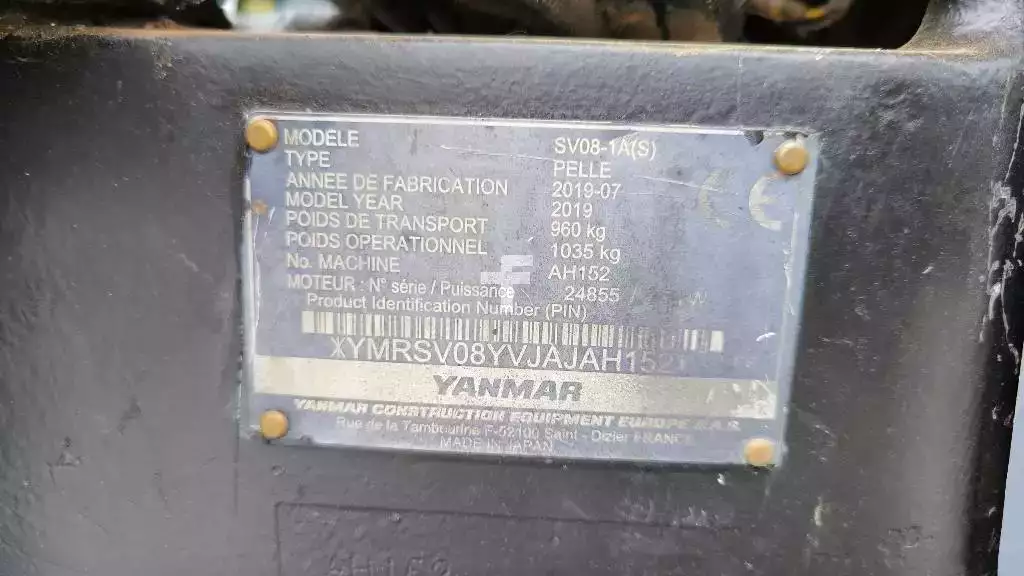 MODÈLE SV08-1A(S)
TYPE PELLE
ANNEE DE FABRICATION 2019-07
MODEL YEAR 2019
POIDS DE TRANSPORT 960 kg
POIDS OPERATIONNEL 1035 kg
No. MACHINE AH152
MOTEUR : N° série / Puissance 24855 /
Product Identification Number (PIN)
CE
YANMAR
YANMAR CONSTRUCTION EQUIPMENT EUROPE S.A.S.
Rue de la Tambourine F-52100 Saint - Dizier FRANCE
MADE IN JAPAN